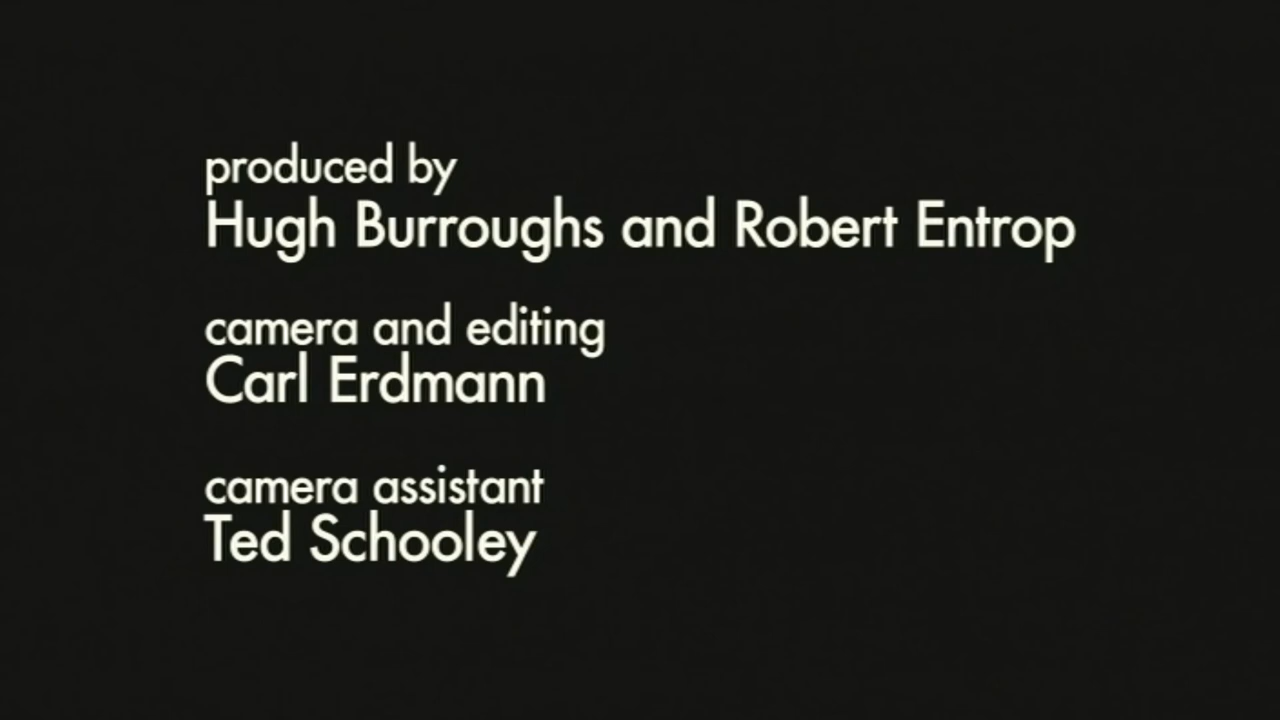 produced by
Hugh Burroughs and Robert Entrop
camera and editing
Carl Erdmann
camera assistant
Ted Schooley